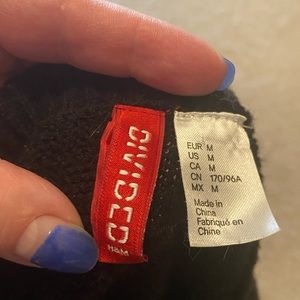 DIVIDED
H&M
EUR M
US M
CA M
CN 170/96A
MX M
Made in
China
Fabriqué en
Chine